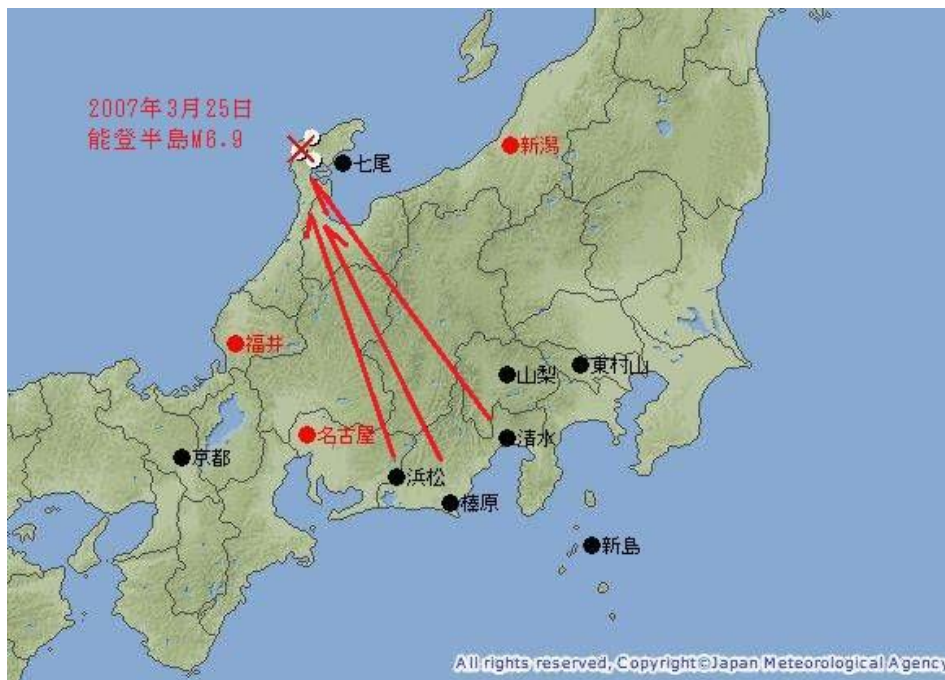 2007年3月25日
能登半島M6.9
七尾
新潟
福井
山梨
東村山
名古屋
清水
京都
浜松
榛原
新島
All rights reserved, Copyright©Japan Meteorological Agency